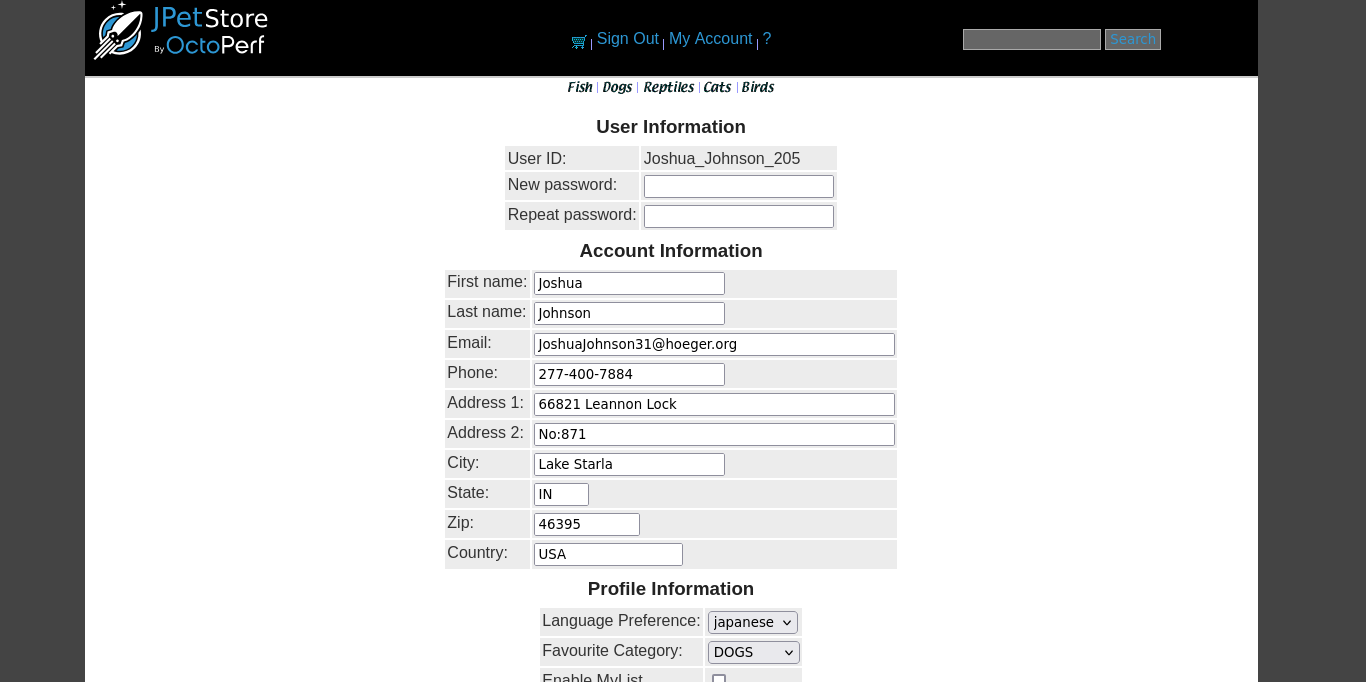 JPetStore
By OctoPerf
Sign Out My Account ?
Search
Fish Dogs Reptiles Cats Birds
User Information
User ID: Joshua_Johnson_205
New password:
Repeat password:
Account Information
First name: Joshua
Last name: Johnson
Email: JoshuaJohnson31@hoeger.org
Phone: 277-400-7884
Address 1: 66821 Leannon Lock
Address 2: No:871
City: Lake Starla
State: IN
Zip: 46395
Country: USA
Profile Information
Language Preference: japanese
Favourite Category: DOGS
Enable MyList